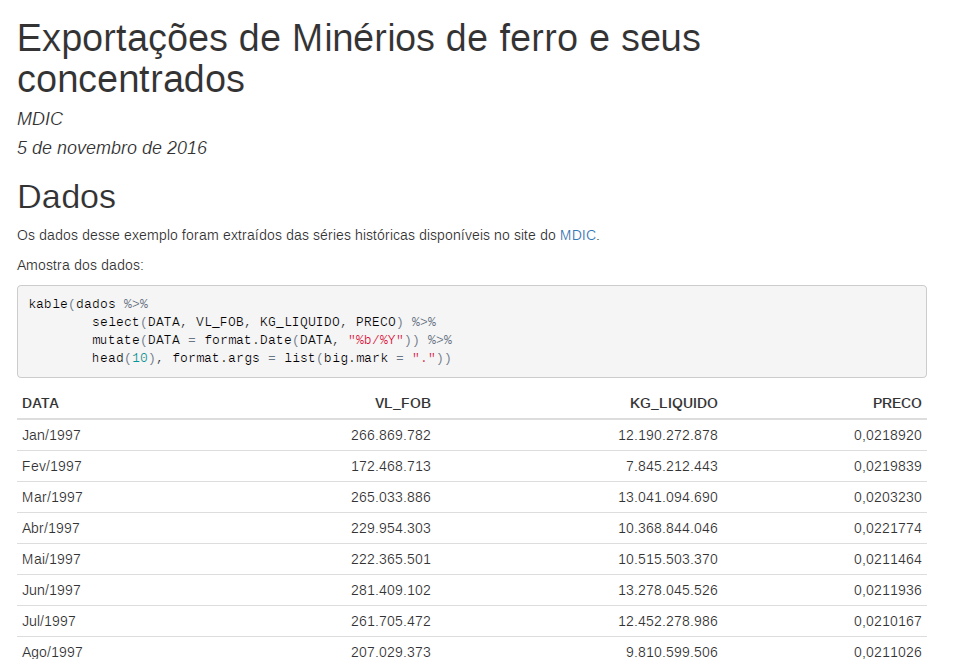 Exportações de Minérios de ferro e seus
concentrados
MDIC
5 de novembro de 2016
Dados
Os dados desse exemplo foram extraídos das séries históricas disponíveis no site do MDIC.
Amostra dos dados:
kable(dados %>%
        select(DATA, VL_FOB, KG_LIQUIDO, PRECO) %>%
        mutate(DATA = format.Date(DATA, "%b/%Y")) %>%
        head(10), format.args = list(big.mark = "."))
DATA VL_FOB KG_LIQUIDO PRECO
Jan/1997 266.869.782 12.190.272.878 0,0218920
Fev/1997 172.468.713 7.845.212.443 0,0219839
Mar/1997 265.033.886 13.041.094.690 0,0203230
Abr/1997 229.954.303 10.368.844.046 0,0221774
Mai/1997 222.365.501 10.515.503.370 0,0211464
Jun/1997 281.409.102 13.278.045.526 0,0211936
Jul/1997 261.705.472 12.452.278.986 0,0210167
Ago/1997 207.029.373 9.810.599.506 0,0211026